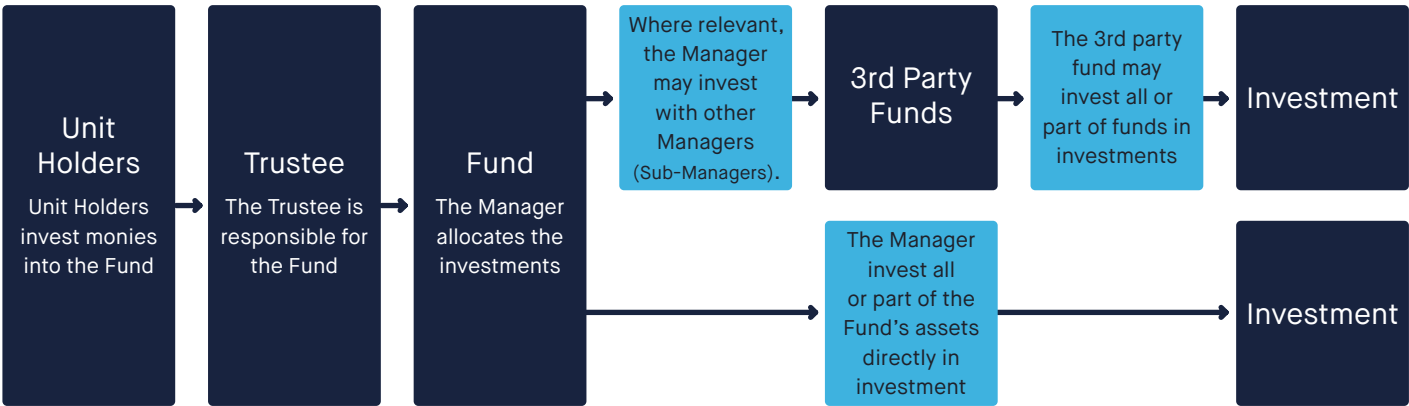 Unit
Holders
Unit Holders
invest monies
into the Fund
Trustee
The Trustee is
responsible for
the Fund
Fund
The Manager
allocates the
investments
Where relevant,
the Manager
may invest
with other
Managers
(Sub-Managers).
3rd Party
Funds
The 3rd party
fund may
invest all or
part of funds in
investments
Investment
The Manager
invest all
or part of the
Fund's assets
directly in
investment
Investment